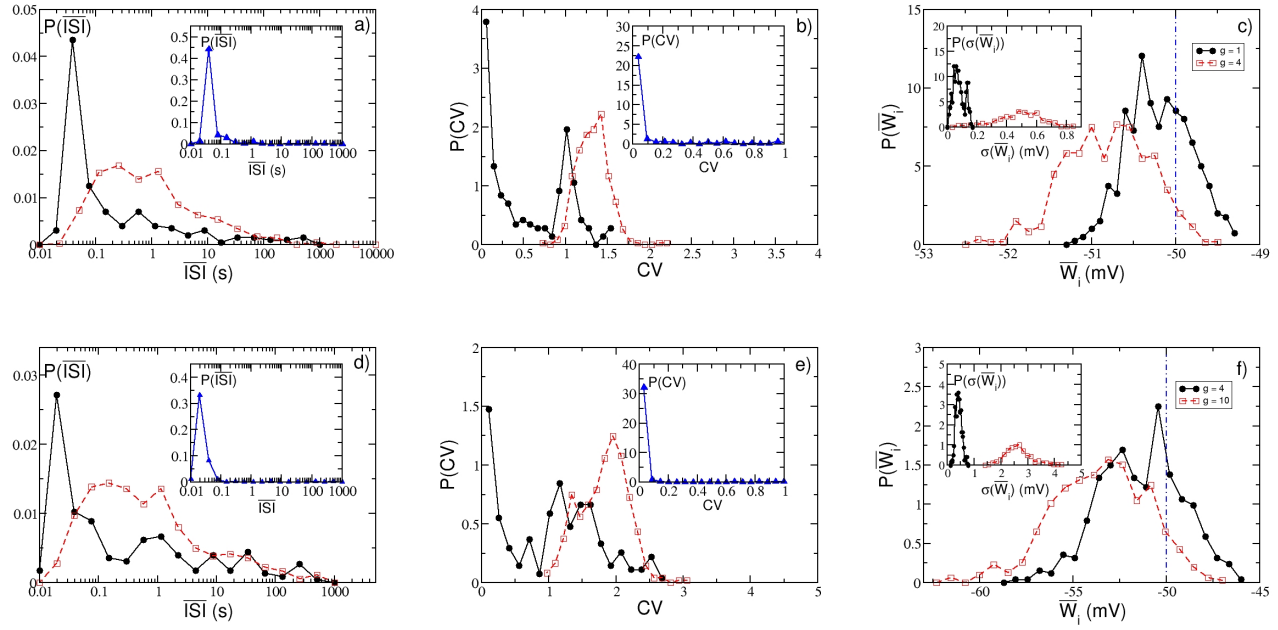 a)
P(ISI)
0.05
0.04
0.03
0.02
0.01
0
0.01 0.1 1 10 100 1000 10000
ISI (s)
P(ISI)
0.5
0.4
0.3
0.2
0.1
0
0.01 0.1 1 10 100 1000
ISI (s)
b)
P(CV)
4
3
2
1
0
0 0.5 1 1.5 2 2.5 3 3.5 4
CV
P(CV)
30
25
20
15
10
5
0
0 0.2 0.4 0.6 0.8 1
CV
c)
P(W̅i)
15
10
5
0
-53 -52 -51 -50 -49
W̅i (mV)
g = 1
g = 4
P(σ(W̅i))
20
15
10
5
0
0 0.2 0.4 0.6 0.8
σ(W̅i) (mV)
d)
P(ISI)
0.03
0.02
0.01
0
0.01 0.1 1 10 100 1000
ISI (s)
P(ISI)
0.4
0.3
0.2
0.1
0
0.01 0.1 1 10 100 1000
ISI
e)
P(CV)
2
1.5
1
0.5
0
0 1 2 3 4 5
CV
P(CV)
40
30
20
10
0
0 0.2 0.4 0.6 0.8 1
CV
f)
P(W̅i)
3
2.5
2
1.5
1
0.5
0
-60 -55 -50 -45
W̅i (mV)
g = 4
g = 10
P(σ(W̅i))
5
4
3
2
1
0
0 1 2 3 4 5
σ(W̅i) (mV)